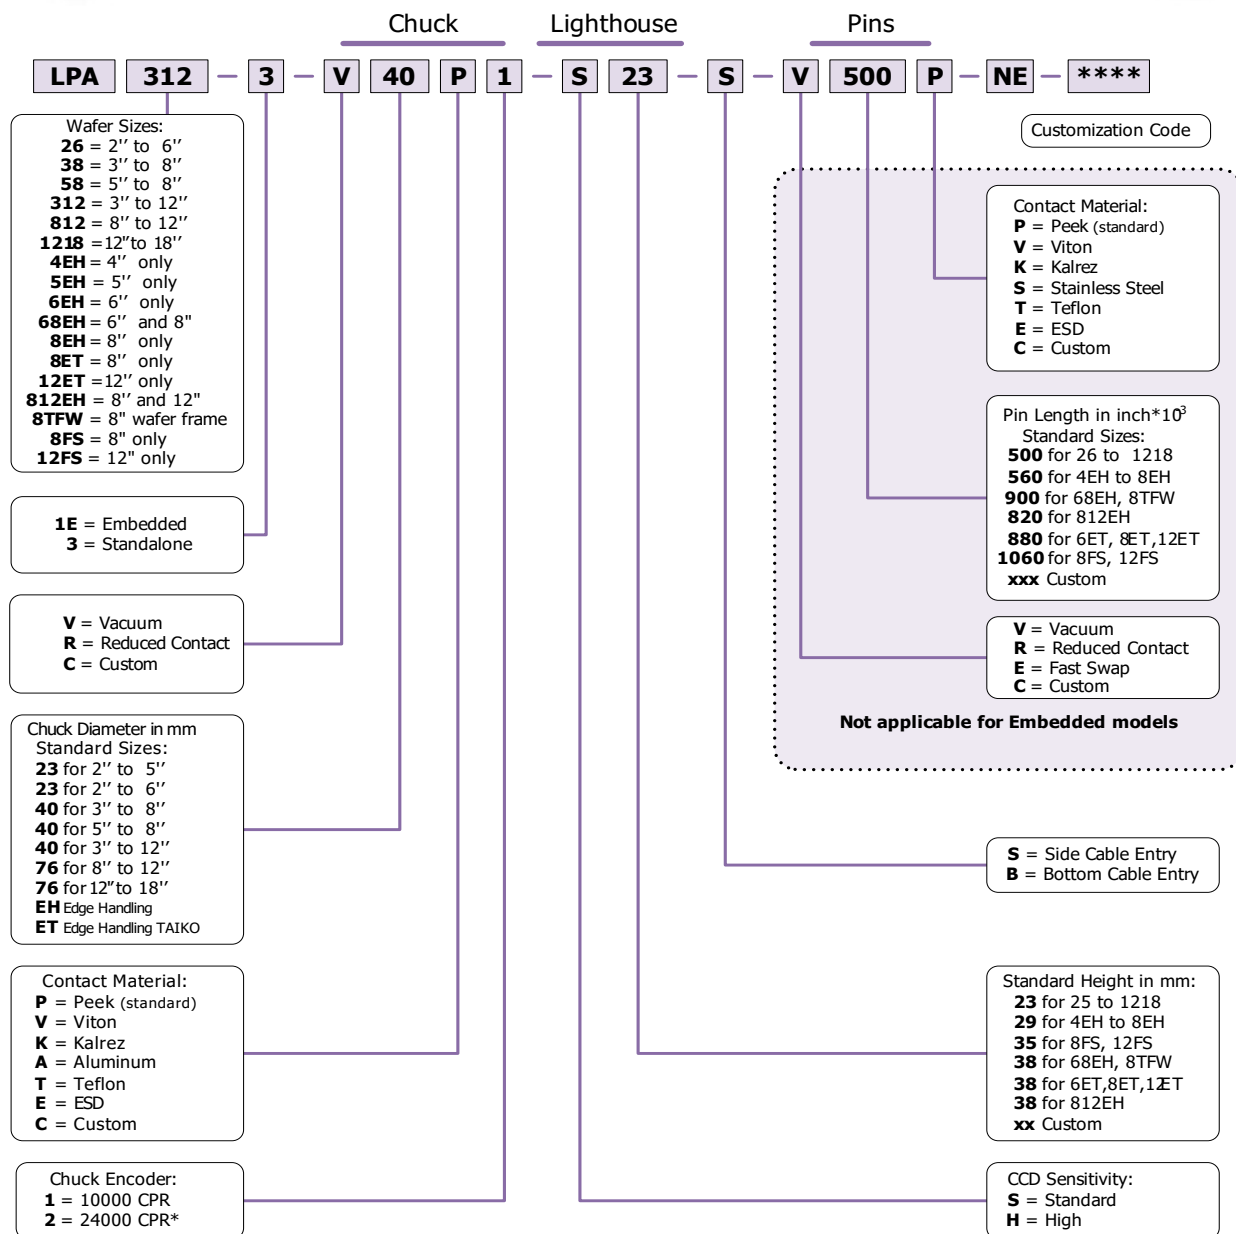 Chuck Lighthouse Pins
LPA 312 – 3 – V 40 P 1 – S 23 – S – V 500 P – NE – ****
Wafer Sizes:
26 = 2'' to 6''
38 = 3'' to 8''
58 = 5'' to 8''
312 = 3'' to 12''
812 = 8'' to 12''
1218 =12"to 18''
4EH = 4'' only
5EH = 5'' only
6EH = 6'' only
68EH = 6'' and 8"
8EH = 8'' only
8ET = 8'' only
12ET =12'' only
812EH = 8'' and 12"
8TFW = 8" wafer frame
8FS = 8" only
12FS = 12" only
1E = Embedded
3 = Standalone
V = Vacuum
R = Reduced Contact
C = Custom
Chuck Diameter in mm
Standard Sizes:
23 for 2'' to 5''
23 for 2'' to 6''
40 for 3'' to 8''
40 for 5'' to 8''
40 for 3'' to 12''
76 for 8'' to 12''
76 for 12"to 18''
EH Edge Handling
ET Edge Handling TAIKO
Contact Material:
P = Peek (standard)
V = Viton
K = Kalrez
A = Aluminum
T = Teflon
E = ESD
C = Custom
Chuck Encoder:
1 = 10000 CPR
2 = 24000 CPR*
Customization Code
Contact Material:
P = Peek (standard)
V = Viton
K = Kalrez
S = Stainless Steel
T = Teflon
E = ESD
C = Custom
Pin Length in inch*10³
Standard Sizes:
500 for 26 to 1218
560 for 4EH to 8EH
900 for 68EH, 8TFW
820 for 812EH
880 for 6ET, 8ET,12ET
1060 for 8FS, 12FS
xxx Custom
V = Vacuum
R = Reduced Contact
E = Fast Swap
C = Custom
Not applicable for Embedded models
S = Side Cable Entry
B = Bottom Cable Entry
Standard Height in mm:
23 for 25 to 1218
29 for 4EH to 8EH
35 for 8FS, 12FS
38 for 68EH, 8TFW
38 for 6ET,8ET,12ET
38 for 812EH
xx Custom
CCD Sensitivity:
S = Standard
H = High